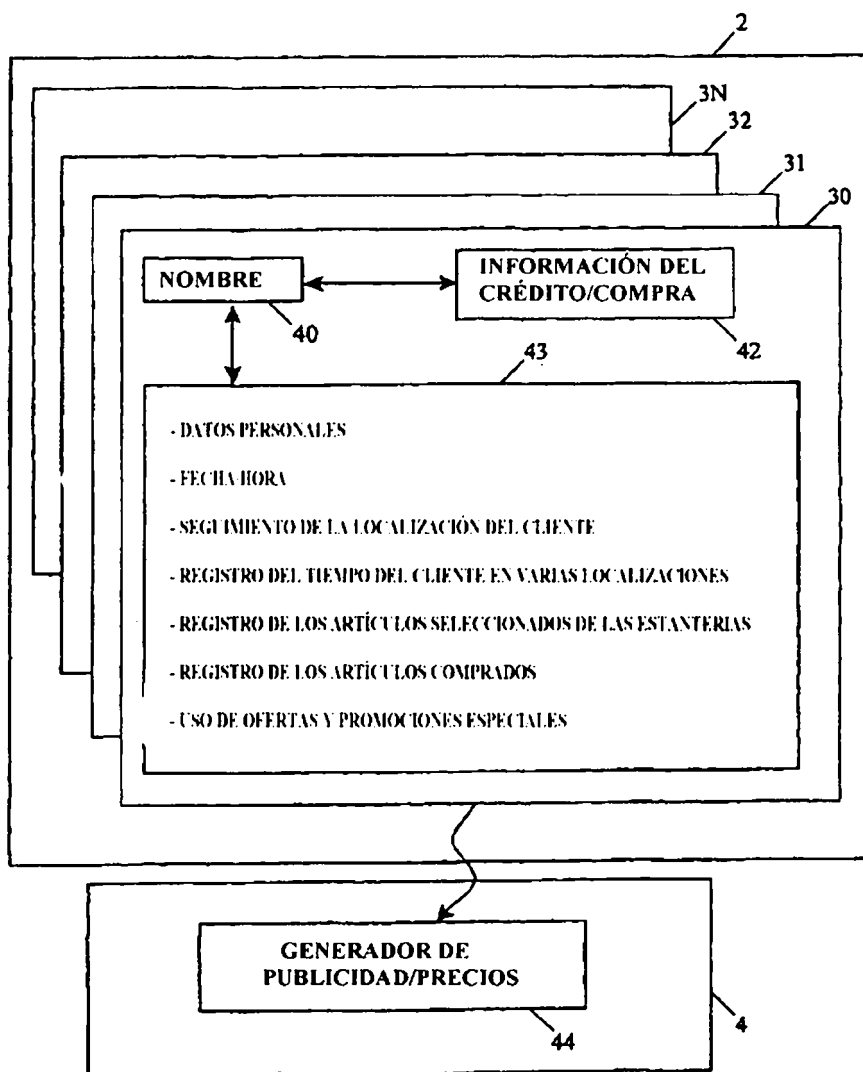 2
3N
32
31
30
NOMBRE
INFORMACIÓN DEL
CRÉDITO/COMPRA
40
42
43
- DATOS PERSONALES
- FECHA HORA
- SEGUIMIENTO DE LA LOCALIZACIÓN DEL CLIENTE
- REGISTRO DEL TIEMPO DEL CLIENTE EN VARIAS LOCALIZACIONES
- REGISTRO DE LOS ARTÍCULOS SELECCIONADOS DE LAS ESTANTERIAS
- REGISTRO DE LOS ARTÍCULOS COMPRADOS
- USO DE OFERTAS Y PROMOCIONES ESPECIALES
GENERADOR DE
PUBLICIDAD/PRECIOS
44
4